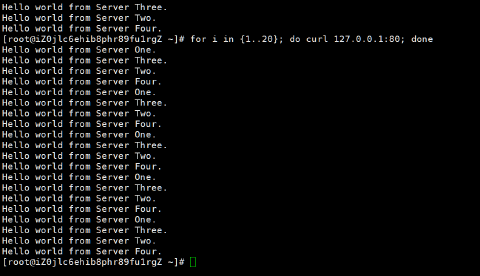 Hello world from Server Three.
Hello world from Server Two.
Hello world from Server Four.
[root@iZ0jlc6ehib8phr89fu1rgZ ~]# for i in {1..20}; do curl 127.0.0.1:80; done
Hello world from Server One.
Hello world from Server Three.
Hello world from Server Two.
Hello world from Server Four.
Hello world from Server One.
Hello world from Server Three.
Hello world from Server Two.
Hello world from Server Four.
Hello world from Server One.
Hello world from Server Three.
Hello world from Server Two.
Hello world from Server Four.
Hello world from Server One.
Hello world from Server Three.
Hello world from Server Two.
Hello world from Server Four.
Hello world from Server One.
Hello world from Server Three.
Hello world from Server Two.
Hello world from Server Four.
[root@iZ0jlc6ehib8phr89fu1rgZ ~]#